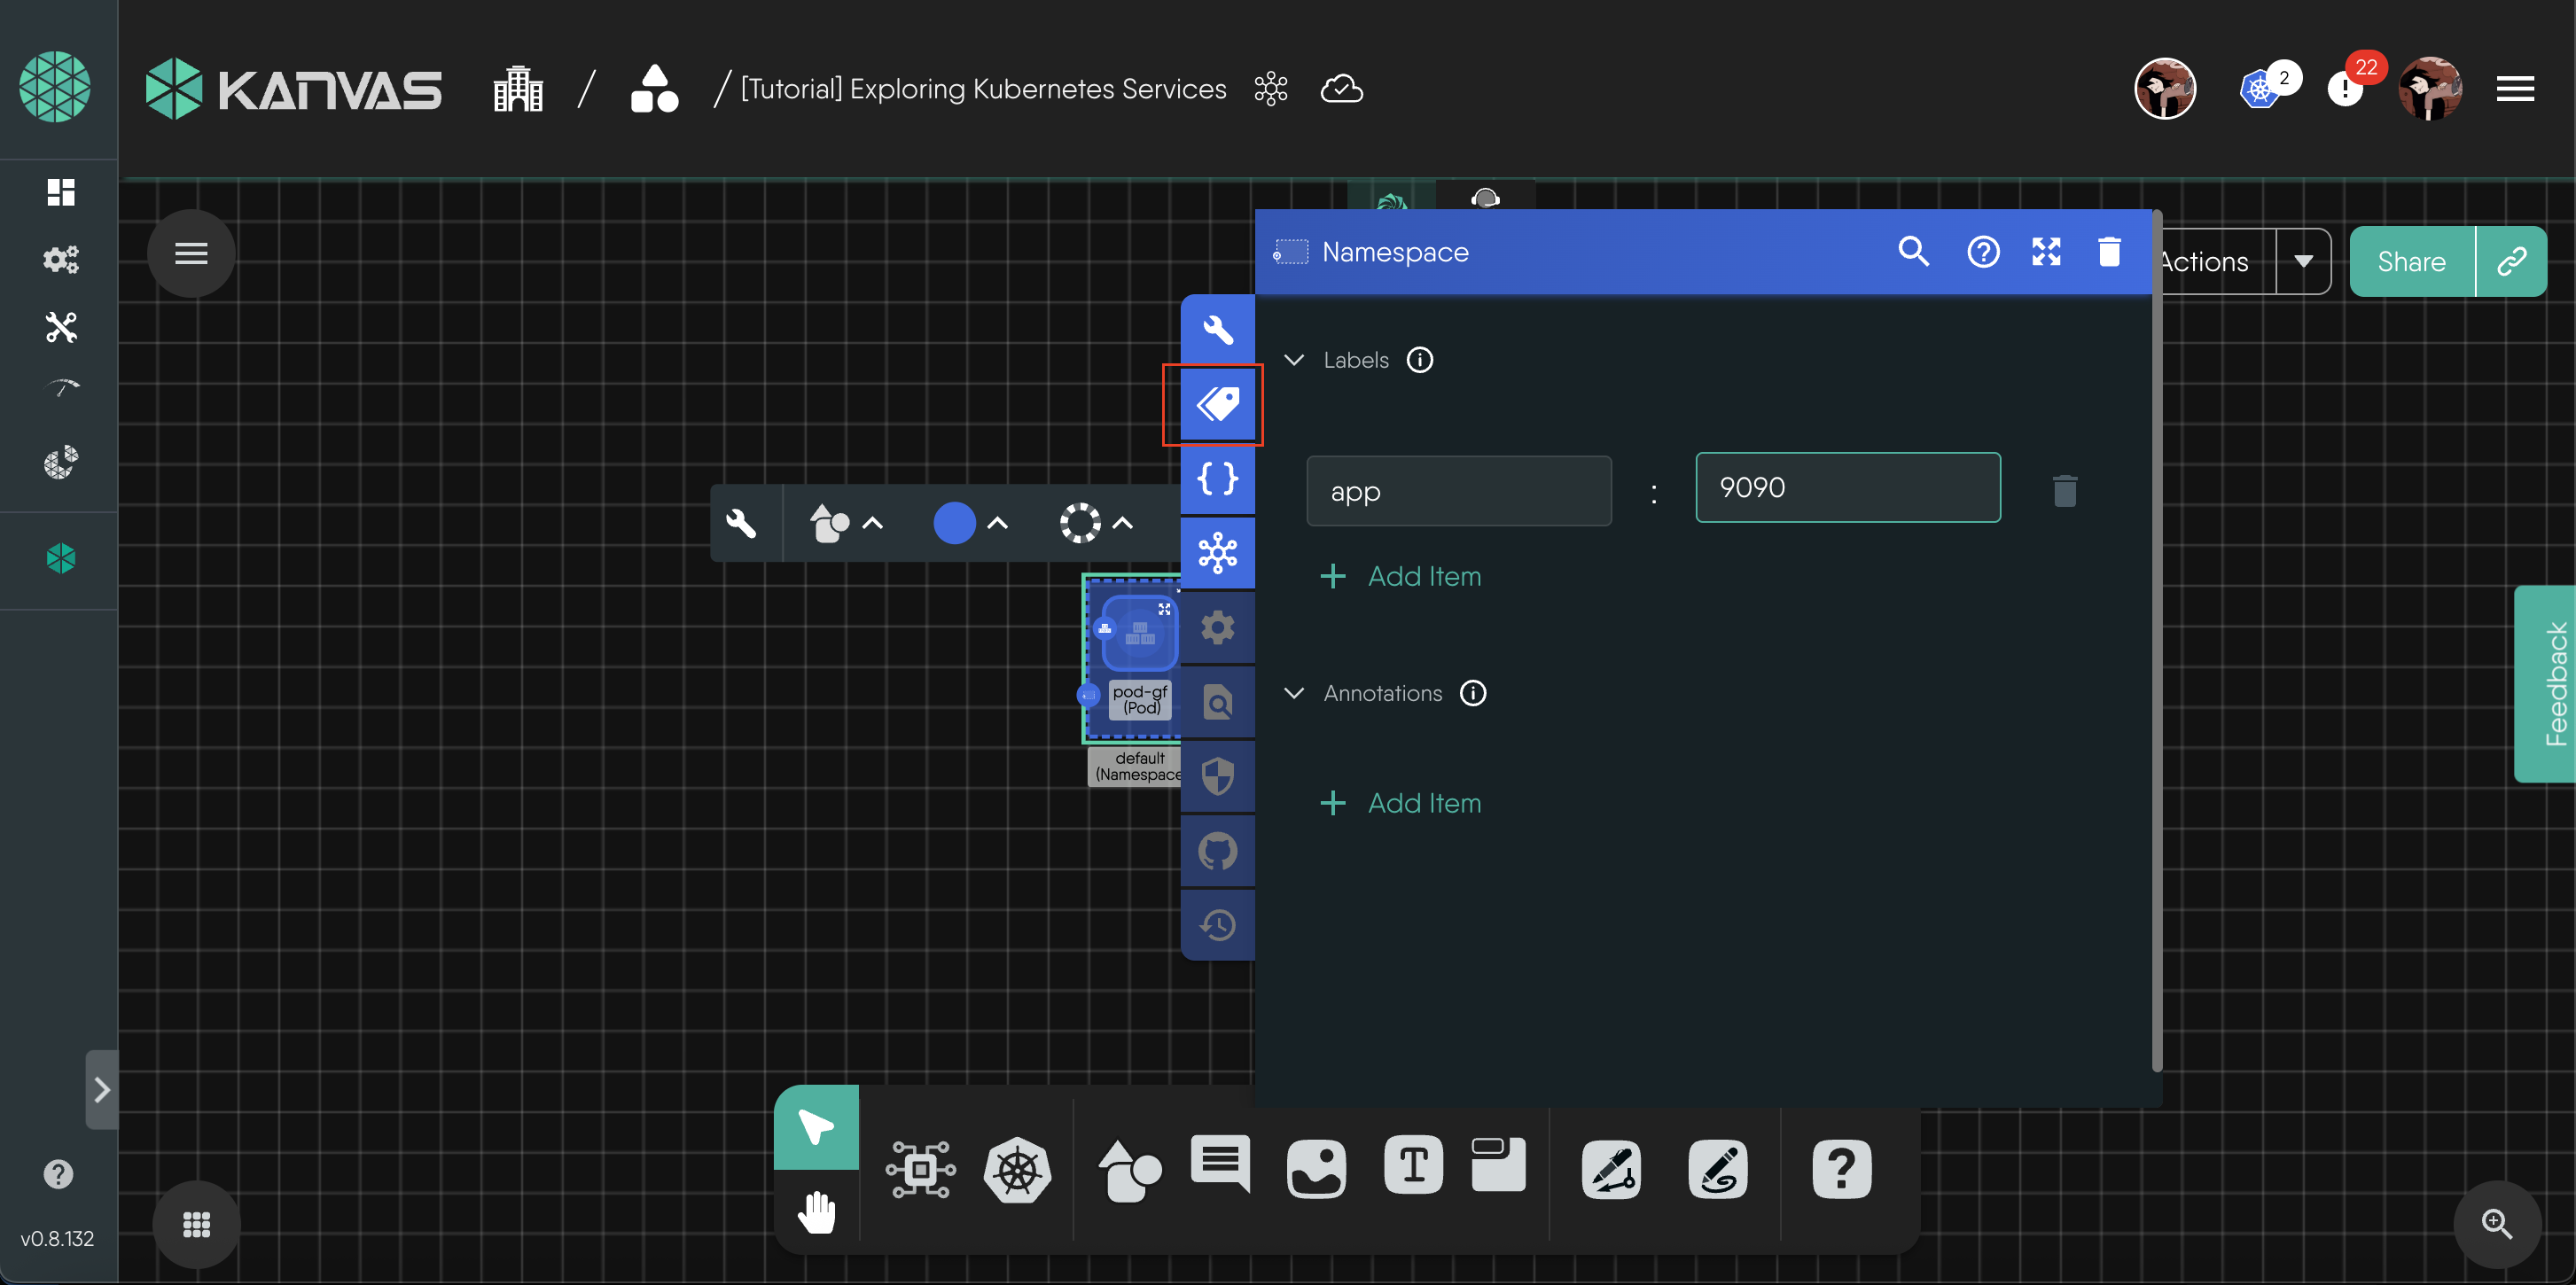 KANVAS
/
/ [Tutorial] Exploring Kubernetes Services
2
!
22
Namespace
Actions
Share
Labels
app
:
9090
Add Item
Annotations
Add Item
pod-gf
(Pod)
default
(Namespace
Feedback
T
?
?
v0.8.132